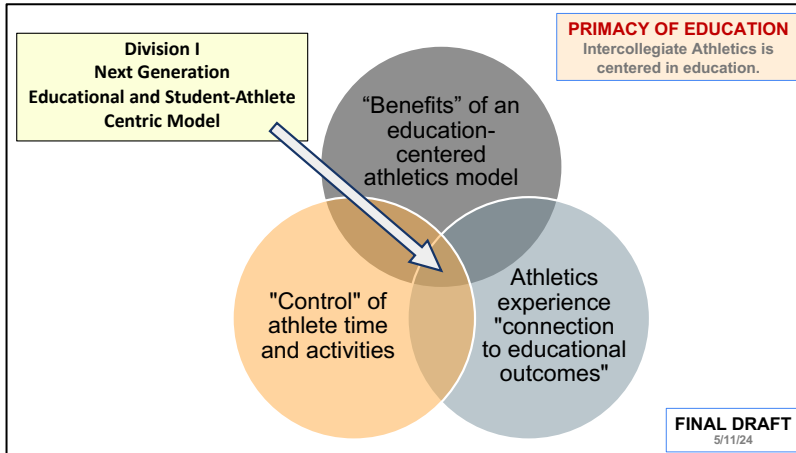 Division I
Next Generation
Educational and Student-Athlete
Centric Model
PRIMACY OF EDUCATION
Intercollegiate Athletics is
centered in education.
“Benefits” of an
education-
centered
athletics model
"Control" of
athlete time
and activities
Athletics
experience
"connection
to educational
outcomes"
FINAL DRAFT
5/11/24